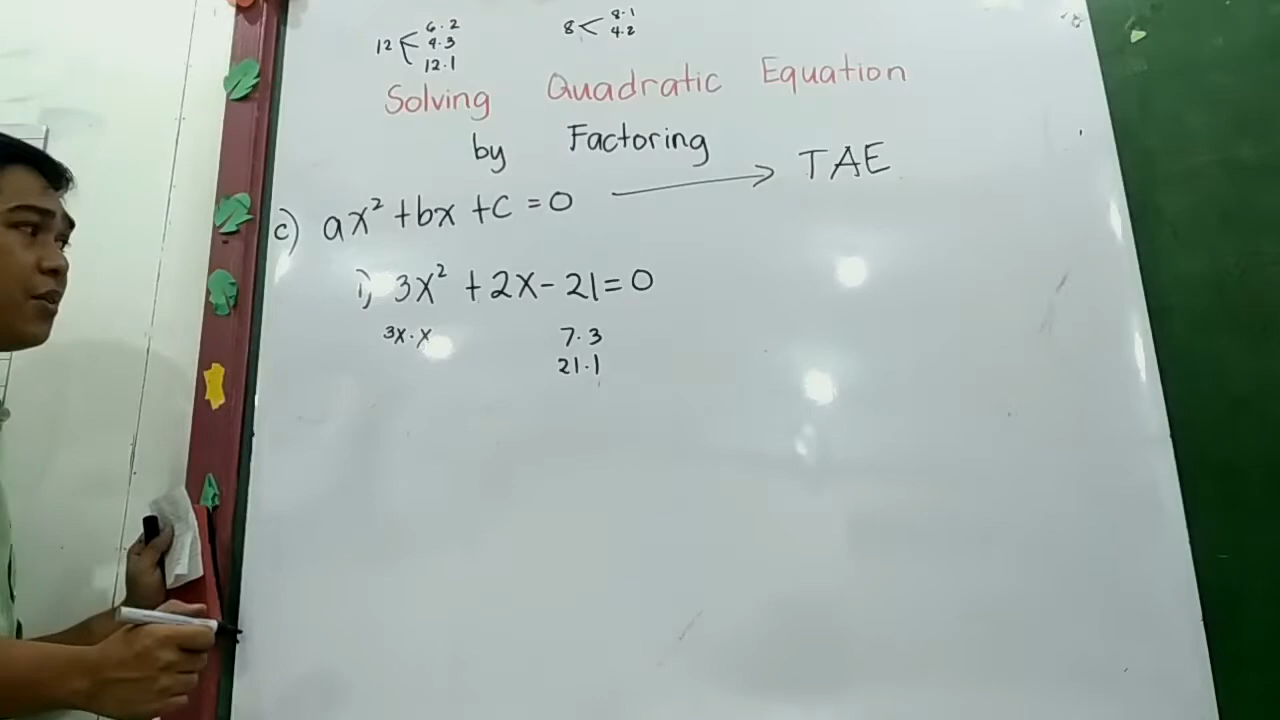 12 < 6·2
4·3
12·1
8 < 8·1
4·2
Solving Quadratic Equation
by Factoring → TAE
c) ax² + bx + c = 0
i) 3x² + 2x - 21 = 0
3x·x 7·3
21·1